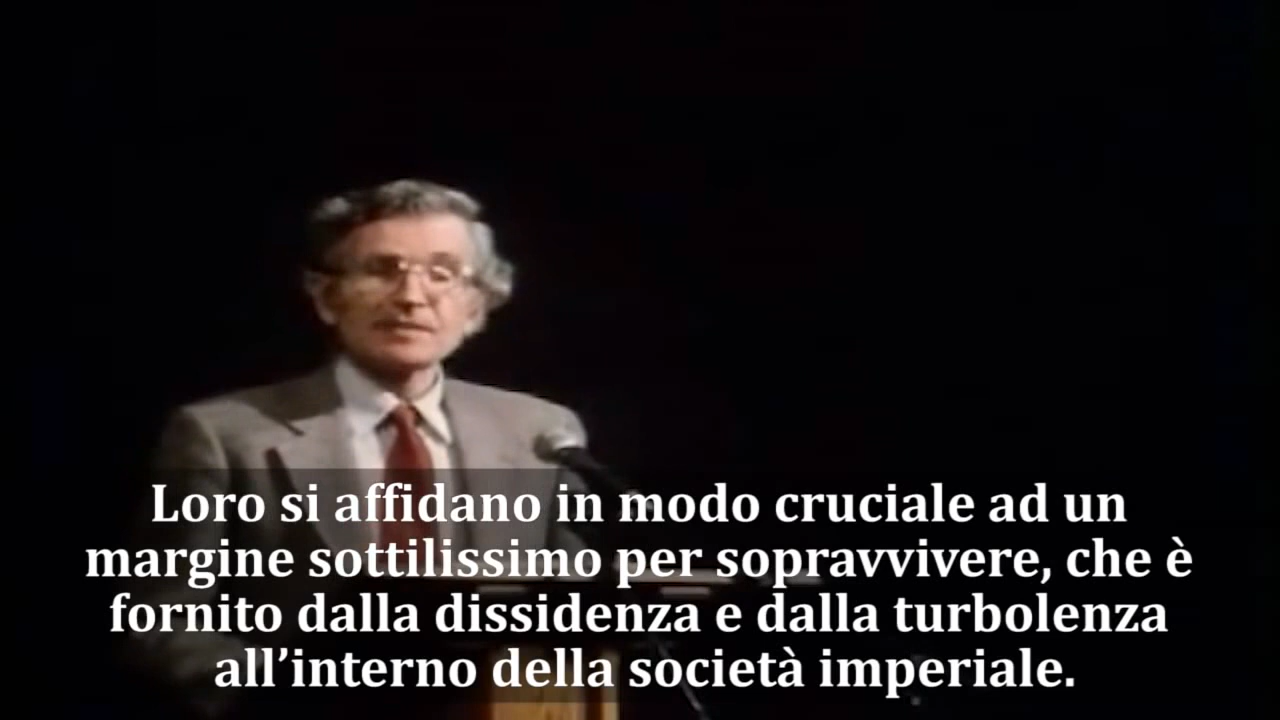 Loro si affidano in modo cruciale ad un
margine sottilissimo per sopravvivere, che è
fornito dalla dissidenza e dalla turbolenza
all’interno della società imperiale.